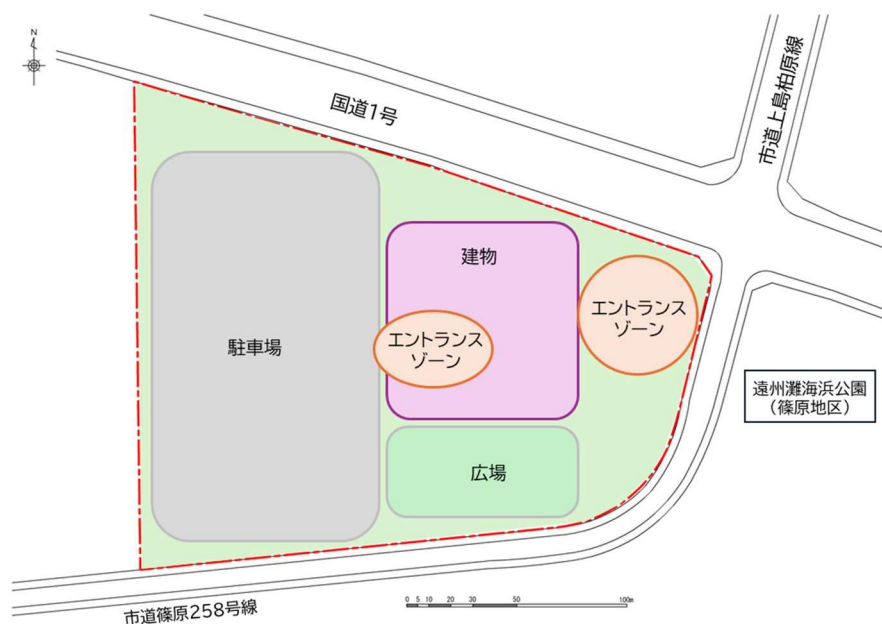 N
国道1号
市道上島柏原線
建物
エントランス
ゾーン
エントランス
ゾーン
駐車場
遠州灘海浜公園
（篠原地区）
広場
市道篠原258号線
0 5 10 20 30 50 100m